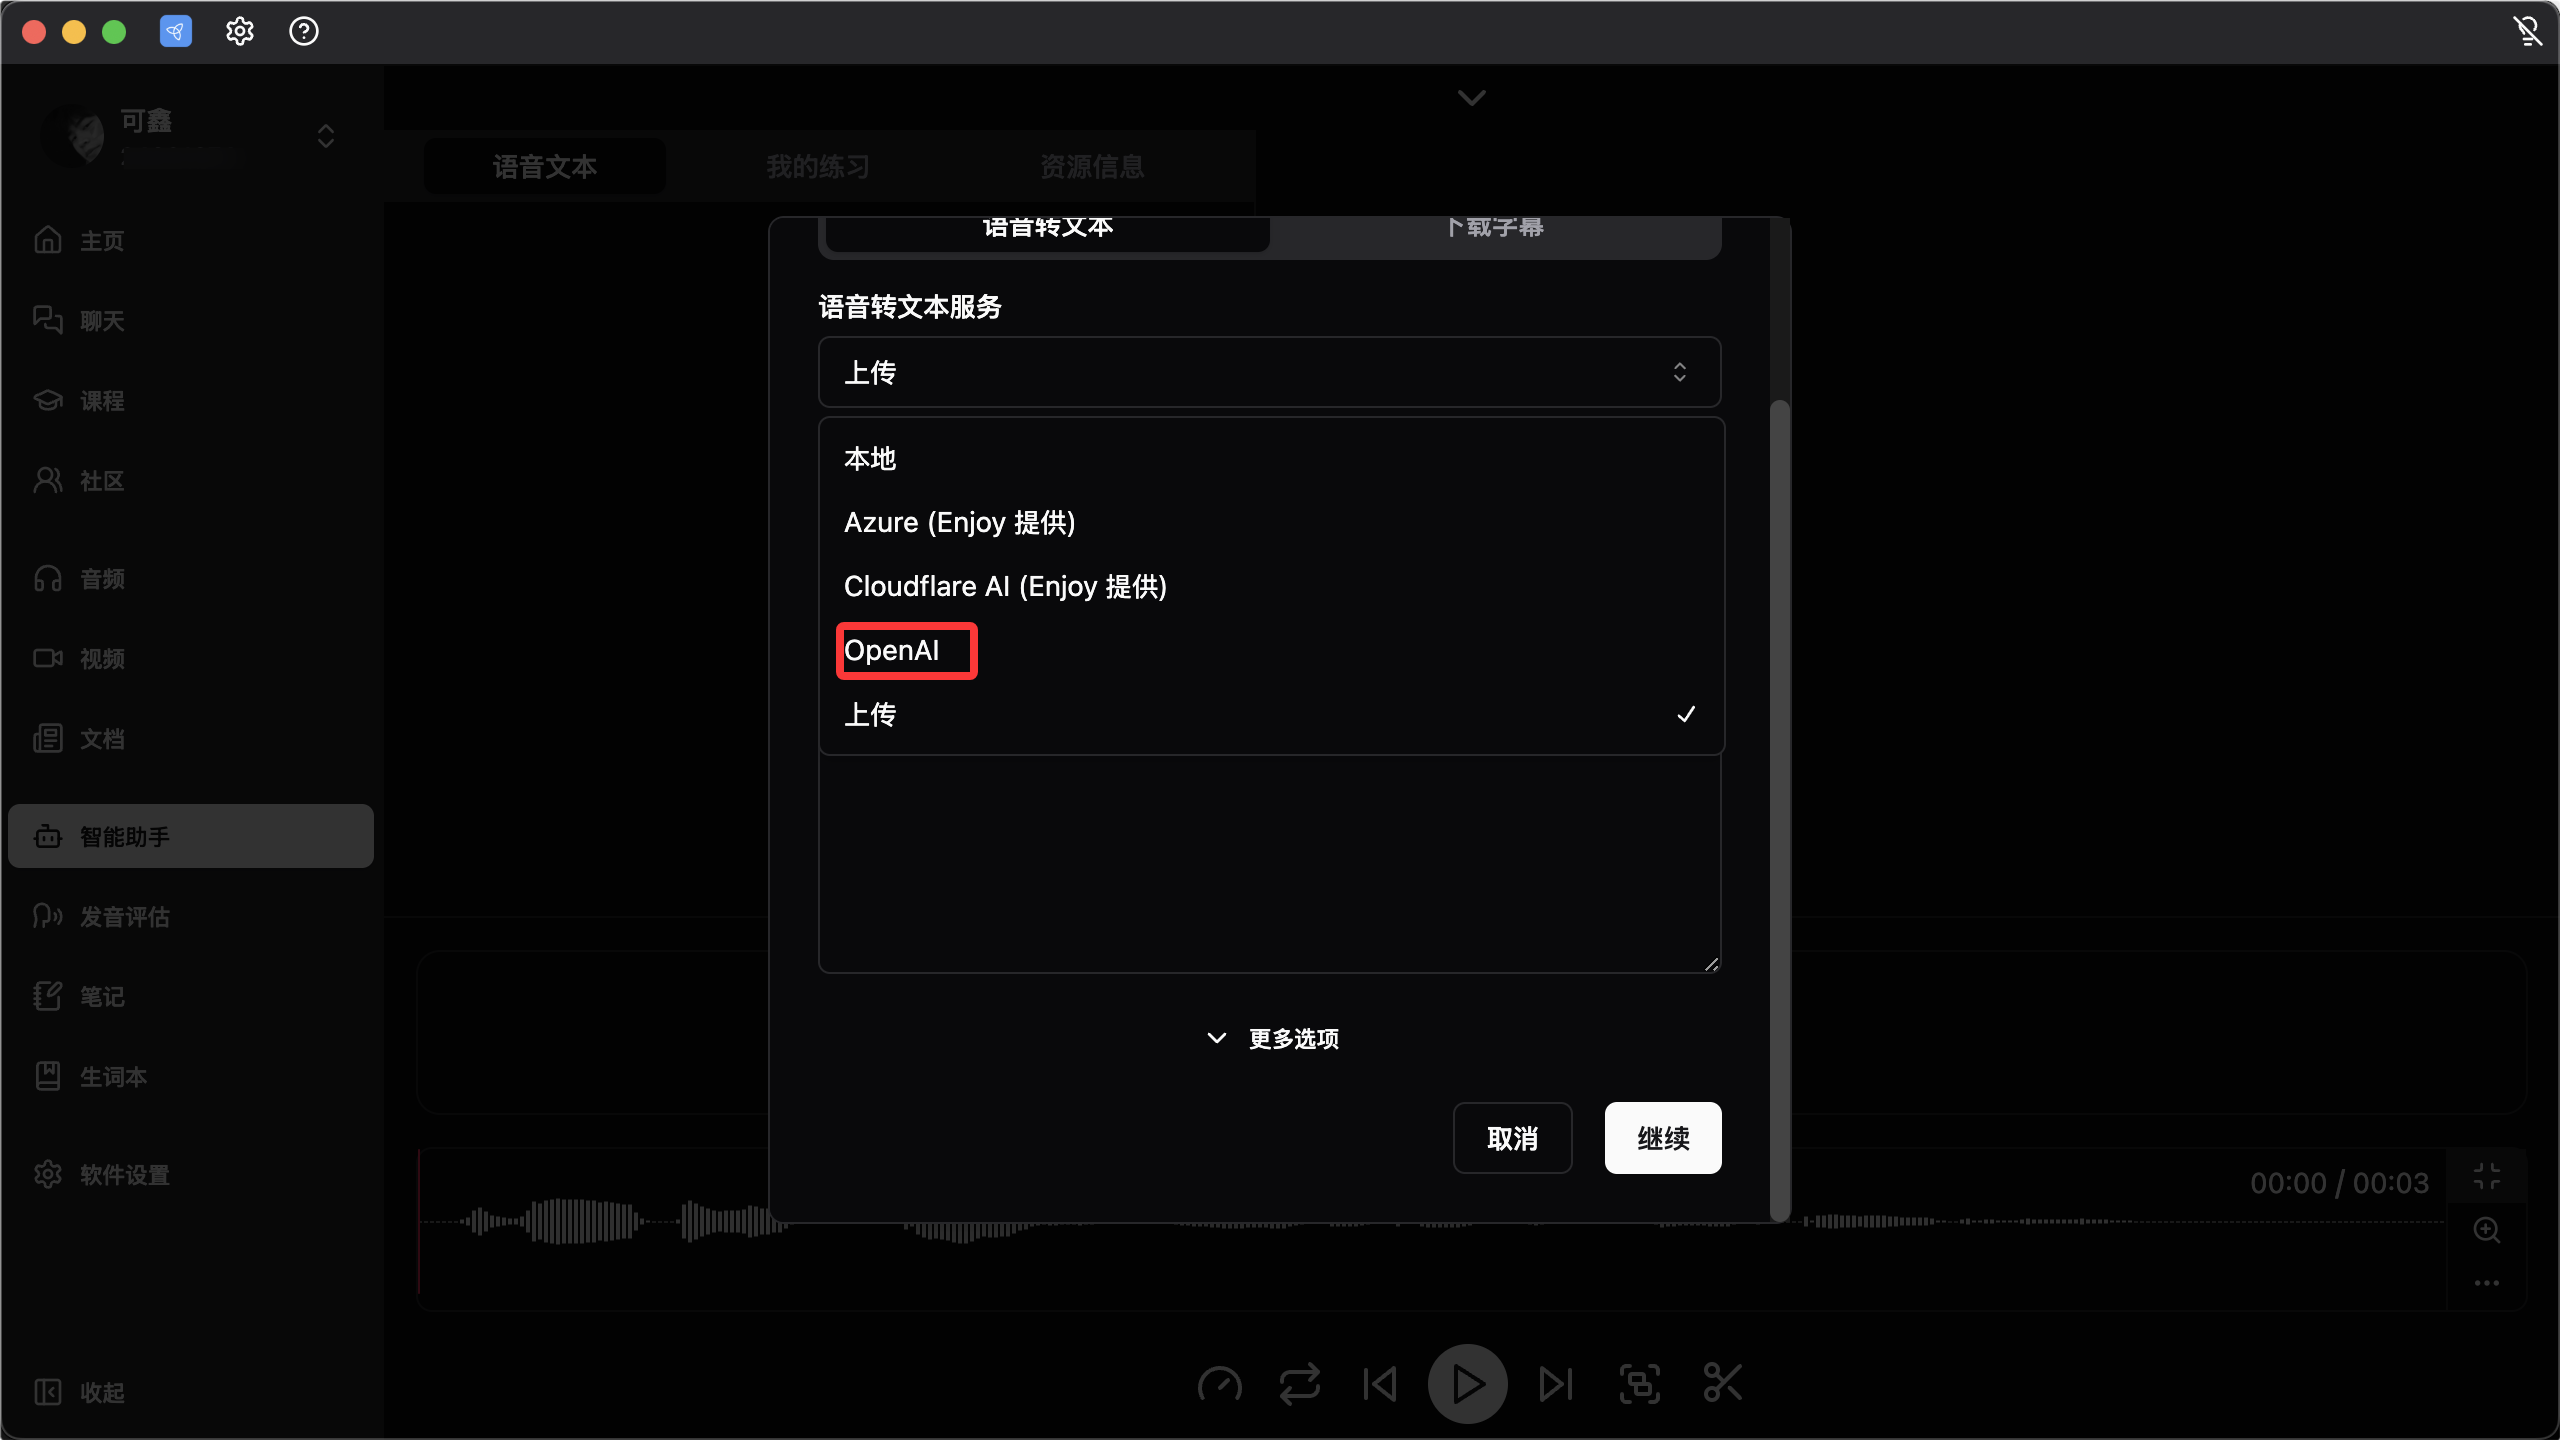 可鑫
语音文本
我的练习
资源信息
主页
聊天
课程
社区
音频
视频
文档
智能助手
发音评估
笔记
生词本
软件设置
收起
语音转文本
下载字幕
语音转文本服务
上传
本地
Azure (Enjoy 提供)
Cloudflare AI (Enjoy 提供)
OpenAI
上传
更多选项
取消
继续
00:00 / 00:03